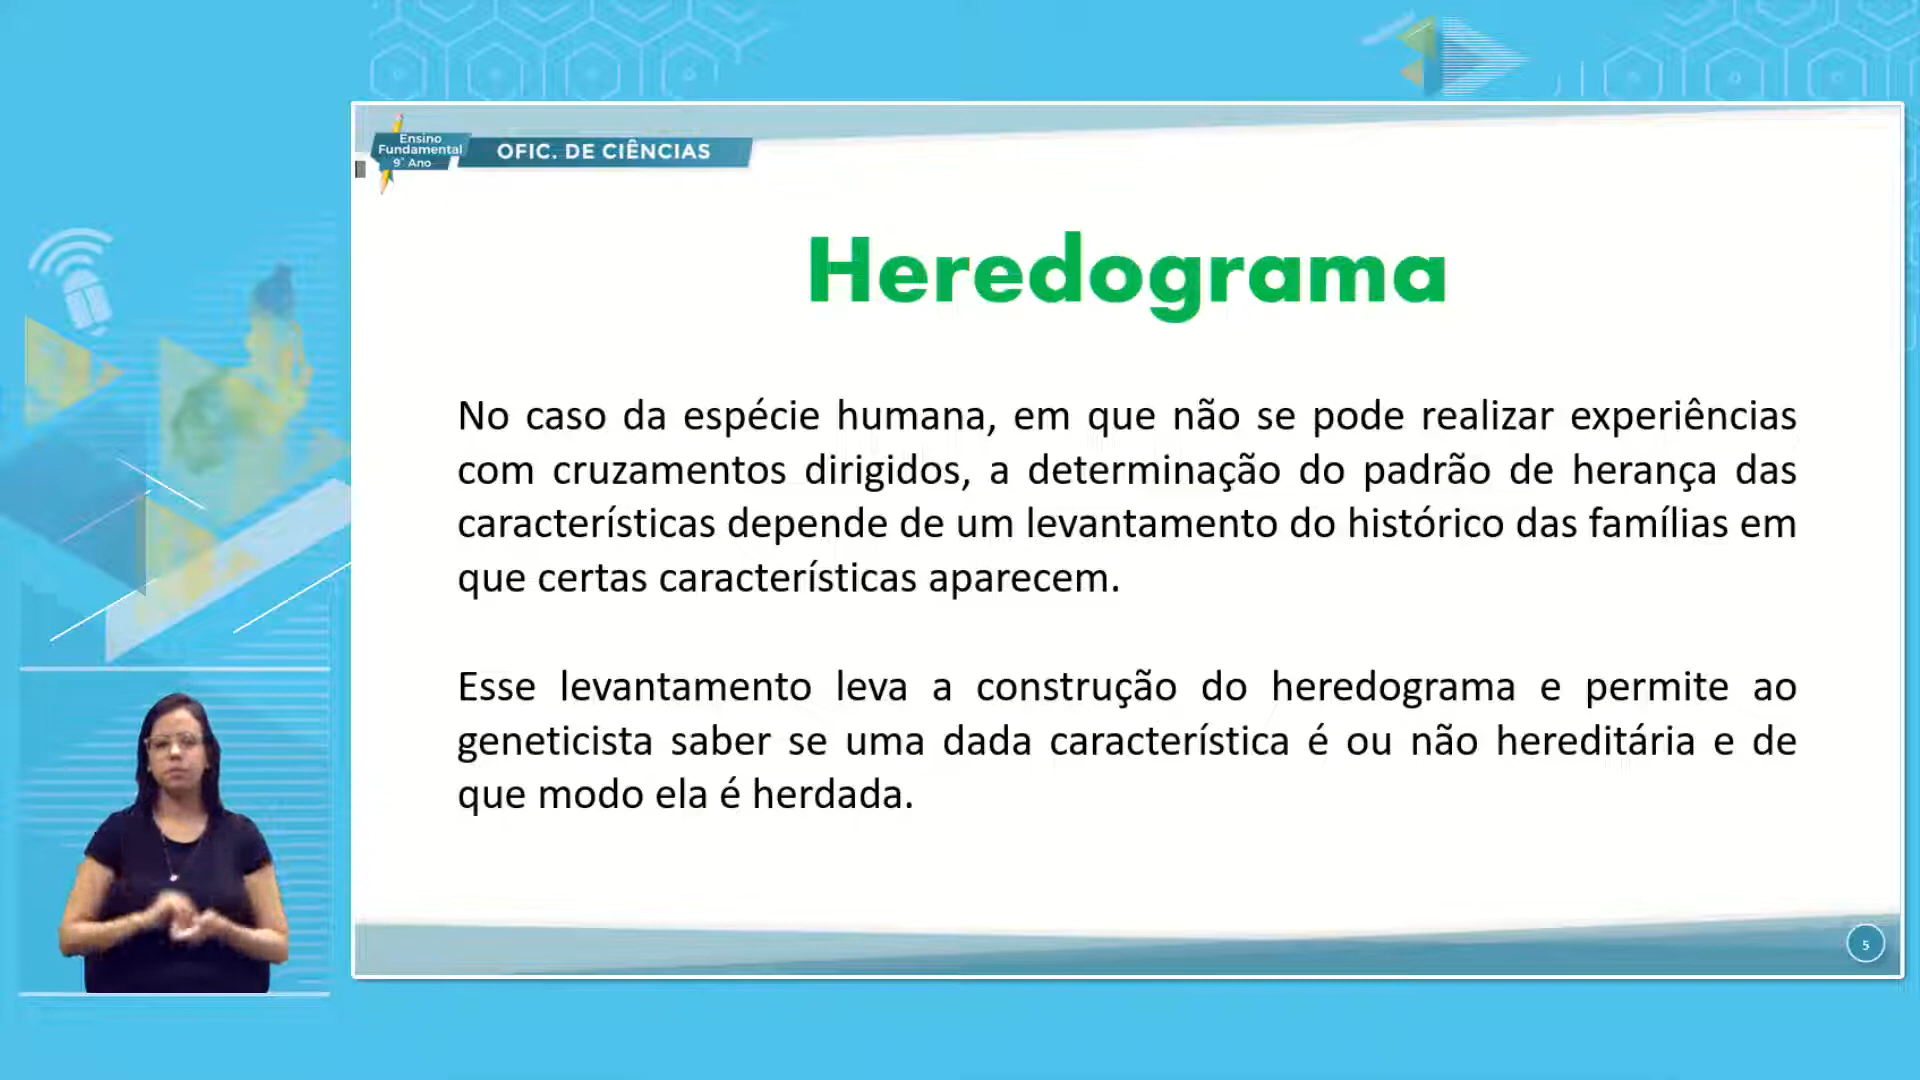 Ensino
Fundamental
9° Ano
OFIC. DE CIÊNCIAS
Heredograma
No caso da espécie humana, em que não se pode realizar experiências
com cruzamentos dirigidos, a determinação do padrão de herança das
características depende de um levantamento do histórico das famílias em
que certas características aparecem.
Esse levantamento leva a construção do heredograma e permite ao
geneticista saber se uma dada característica é ou não hereditária e de
que modo ela é herdada.
5